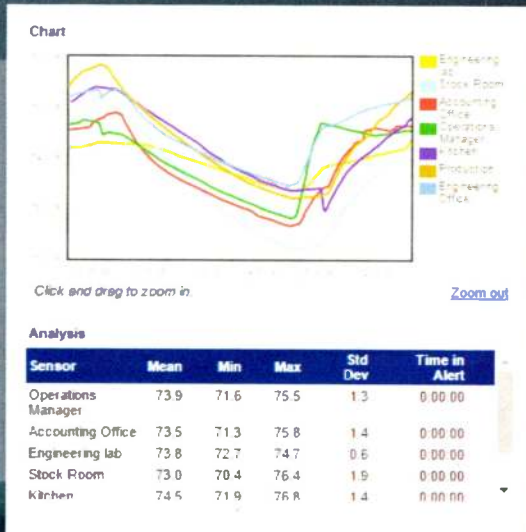 Chart
Engineering
lab
Stock Room
Accounting
Office
Operations
Manager
Kitchen
Production
Engineering
Office
Click and drag to zoom in.
Zoom out
Analysis
Sensor Mean Min Max Std Dev Time in Alert
Operations Manager 73.9 71.6 75.5 1.3 0:00:00
Accounting Office 73.5 71.3 75.8 1.4 0:00:00
Engineering lab 73.8 72.7 74.7 0.6 0:00:00
Stock Room 73.0 70.4 76.4 1.9 0:00:00
Kitchen 74.5 71.9 76.8 1.4 0:00:00